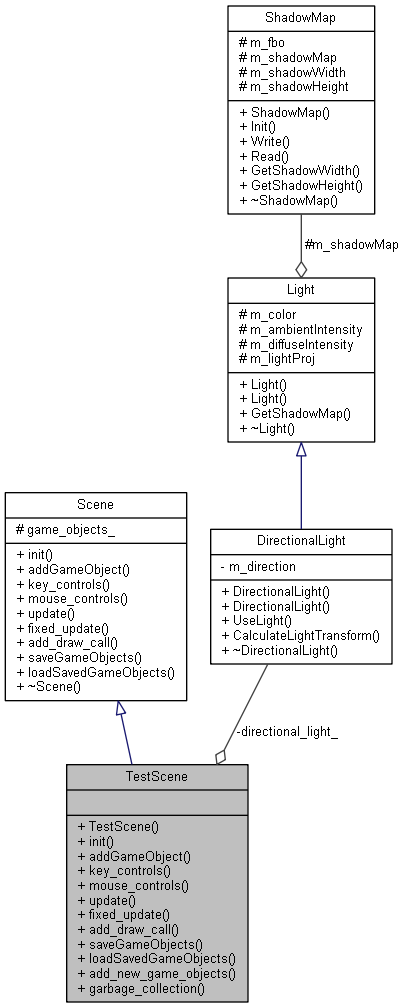 ShadowMap
# m_fbo
# m_shadowMap
# m_shadowWidth
# m_shadowHeight
+ ShadowMap()
+ Init()
+ Write()
+ Read()
+ GetShadowWidth()
+ GetShadowHeight()
+ ~ShadowMap()
#m_shadowMap
Light
# m_color
# m_ambientIntensity
# m_diffuseIntensity
# m_lightProj
+ Light()
+ Light()
+ GetShadowMap()
+ ~Light()
Scene
# game_objects_
+ init()
+ addGameObject()
+ key_controls()
+ mouse_controls()
+ update()
+ fixed_update()
+ add_draw_call()
+ saveGameObjects()
+ loadSavedGameObjects()
+ ~Scene()
DirectionalLight
- m_direction
+ DirectionalLight()
+ DirectionalLight()
+ UseLight()
+ CalculateLightTransform()
+ ~DirectionalLight()
-directional_light_
TestScene
+ TestScene()
+ init()
+ addGameObject()
+ key_controls()
+ mouse_controls()
+ update()
+ fixed_update()
+ add_draw_call()
+ saveGameObjects()
+ loadSavedGameObjects()
+ add_new_game_objects()
+ garbage_collection()